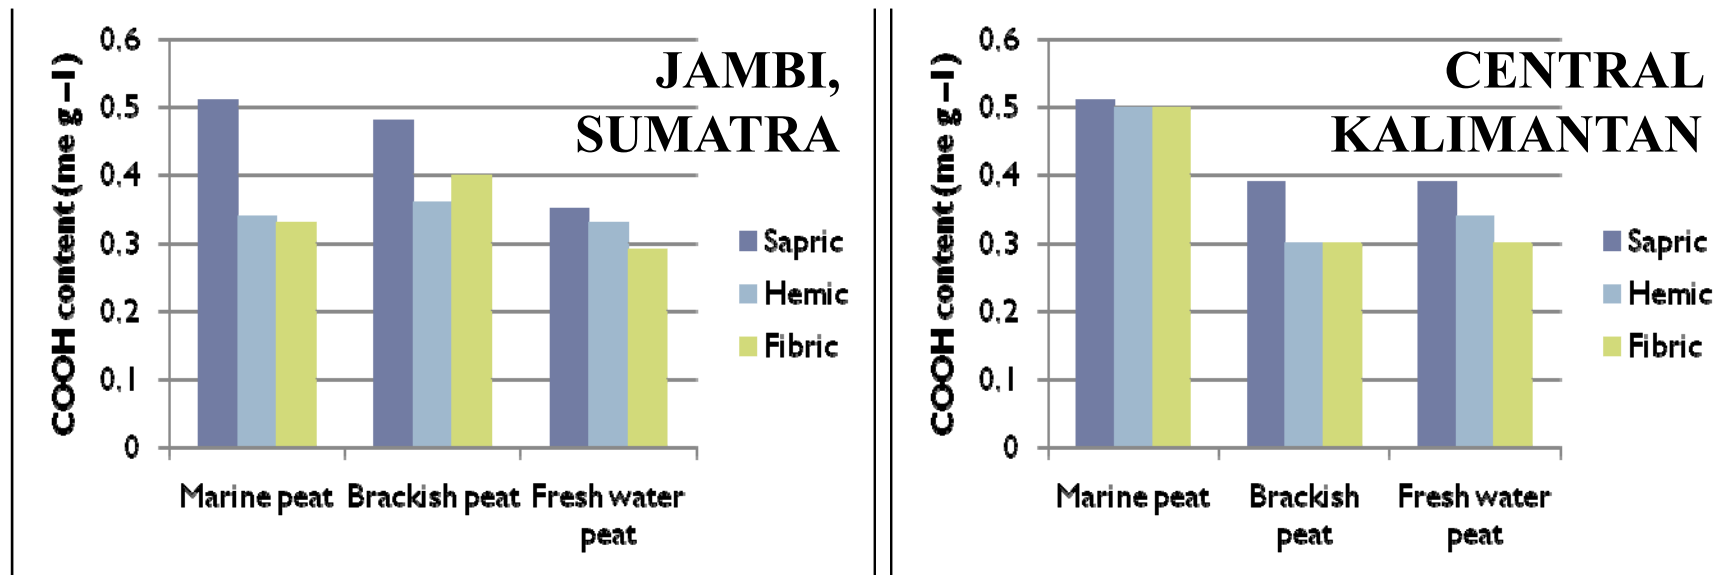 JAMBI,
SUMATRA
COOH content (me g –1)
0.6
0.5
0.4
0.3
0.2
0.1
0
Marine peat
Brackish peat
Fresh water
peat
Sapric
Hemic
Fibric
CENTRAL
KALIMANTAN
COOH content (me g –1)
0.6
0.5
0.4
0.3
0.2
0.1
0
Marine peat
Brackish
peat
Fresh water
peat
Sapric
Hemic
Fibric